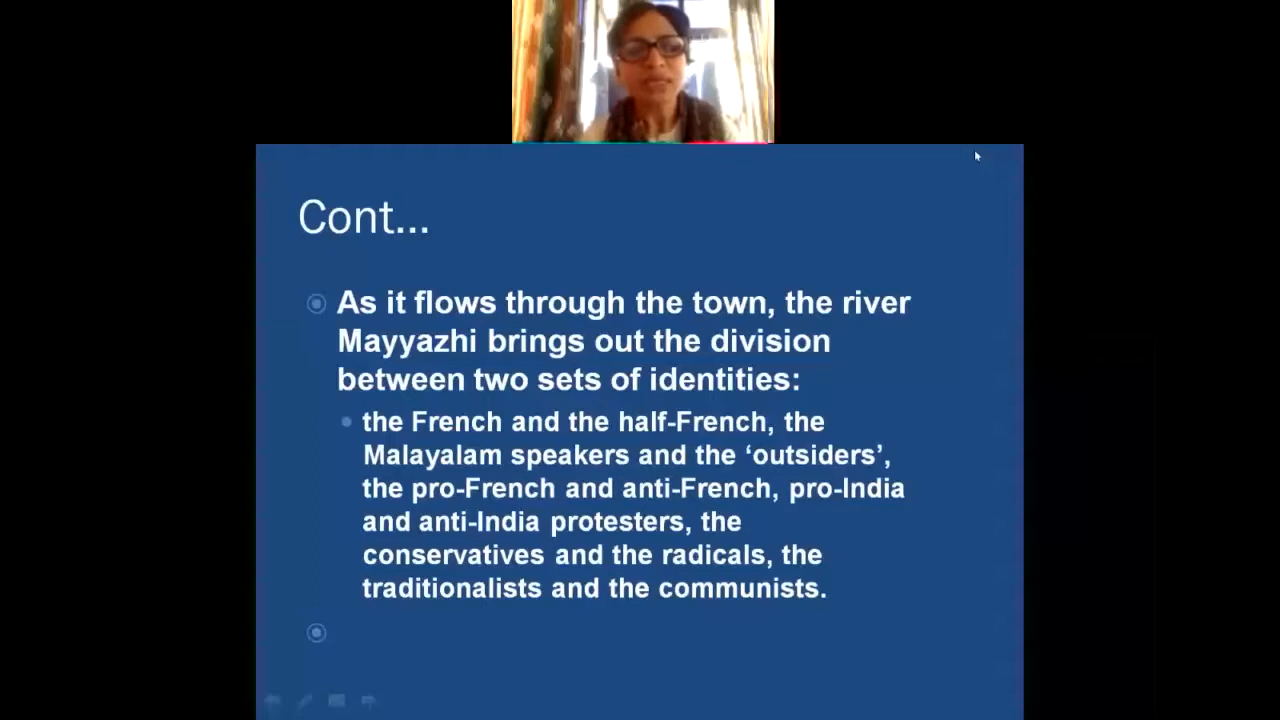 Cont...
As it flows through the town, the river
Mayyazhi brings out the division
between two sets of identities:
the French and the half-French, the
Malayalam speakers and the ‘outsiders’,
the pro-French and anti-French, pro-India
and anti-India protesters, the
conservatives and the radicals, the
traditionalists and the communists.